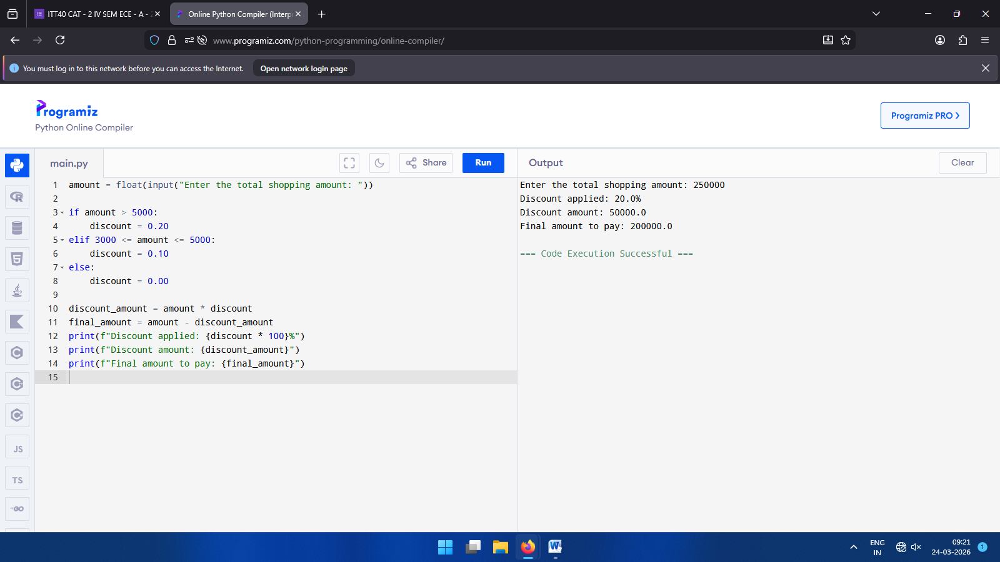 ITT40 CAT - 2 IV SEM ECE - A -
Online Python Compiler (Interp
www.programiz.com/python-programming/online-compiler/
You must log in to this network before you can access the Internet.
Open network login page
Programiz
Python Online Compiler
Programiz PRO
main.py
Share
Run
Output
Clear
1 amount = float(input("Enter the total shopping amount: "))
2
3 if amount > 5000:
4     discount = 0.20
5 elif 3000 <= amount <= 5000:
6     discount = 0.10
7 else:
8     discount = 0.00
9
10 discount_amount = amount * discount
11 final_amount = amount - discount_amount
12 print(f"Discount applied: {discount * 100}%")
13 print(f"Discount amount: {discount_amount}")
14 print(f"Final amount to pay: {final_amount}")
15
Enter the total shopping amount: 250000
Discount applied: 20.0%
Discount amount: 50000.0
Final amount to pay: 200000.0
=== Code Execution Successful ===
R
5
C
C
C
JS
TS
GO
W
ENG
IN
09:21
24-03-2026
1